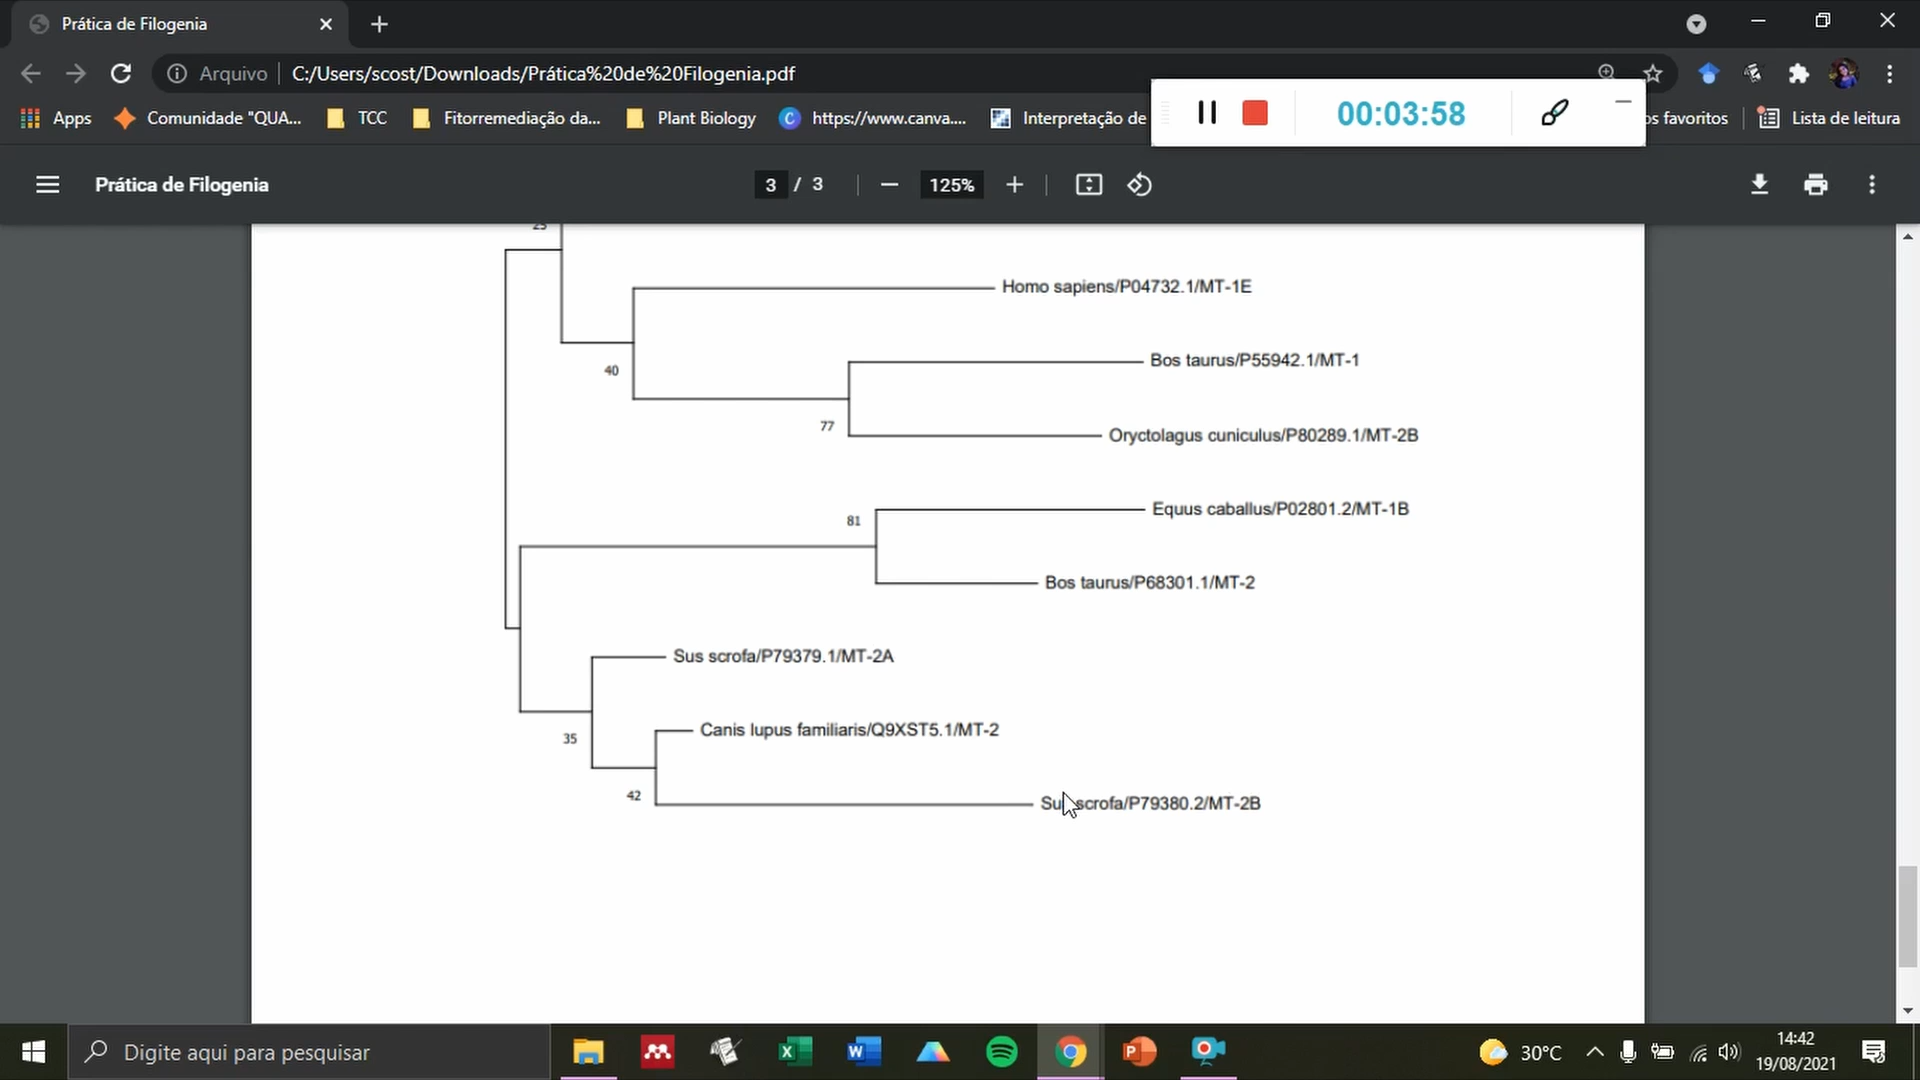 Prática de Filogenia
Arquivo C:/Users/scost/Downloads/Prática%20de%20Filogenia.pdf
Apps Comunidade "QUA... TCC Fitorremediação da... Plant Biology https://www.canva.... Interpretação de os favoritos Lista de leitura
00:03:58
Prática de Filogenia 3 / 3 125%
25
Homo sapiens/P04732.1/MT-1E
Bos taurus/P55942.1/MT-1
40
77
Oryctolagus cuniculus/P80289.1/MT-2B
Equus caballus/P02801.2/MT-1B
81
Bos taurus/P68301.1/MT-2
Sus scrofa/P79379.1/MT-2A
Canis lupus familiaris/Q9XST5.1/MT-2
35
42
Sus scrofa/P79380.2/MT-2B
Digite aqui para pesquisar
30°C
14:42
19/08/2021